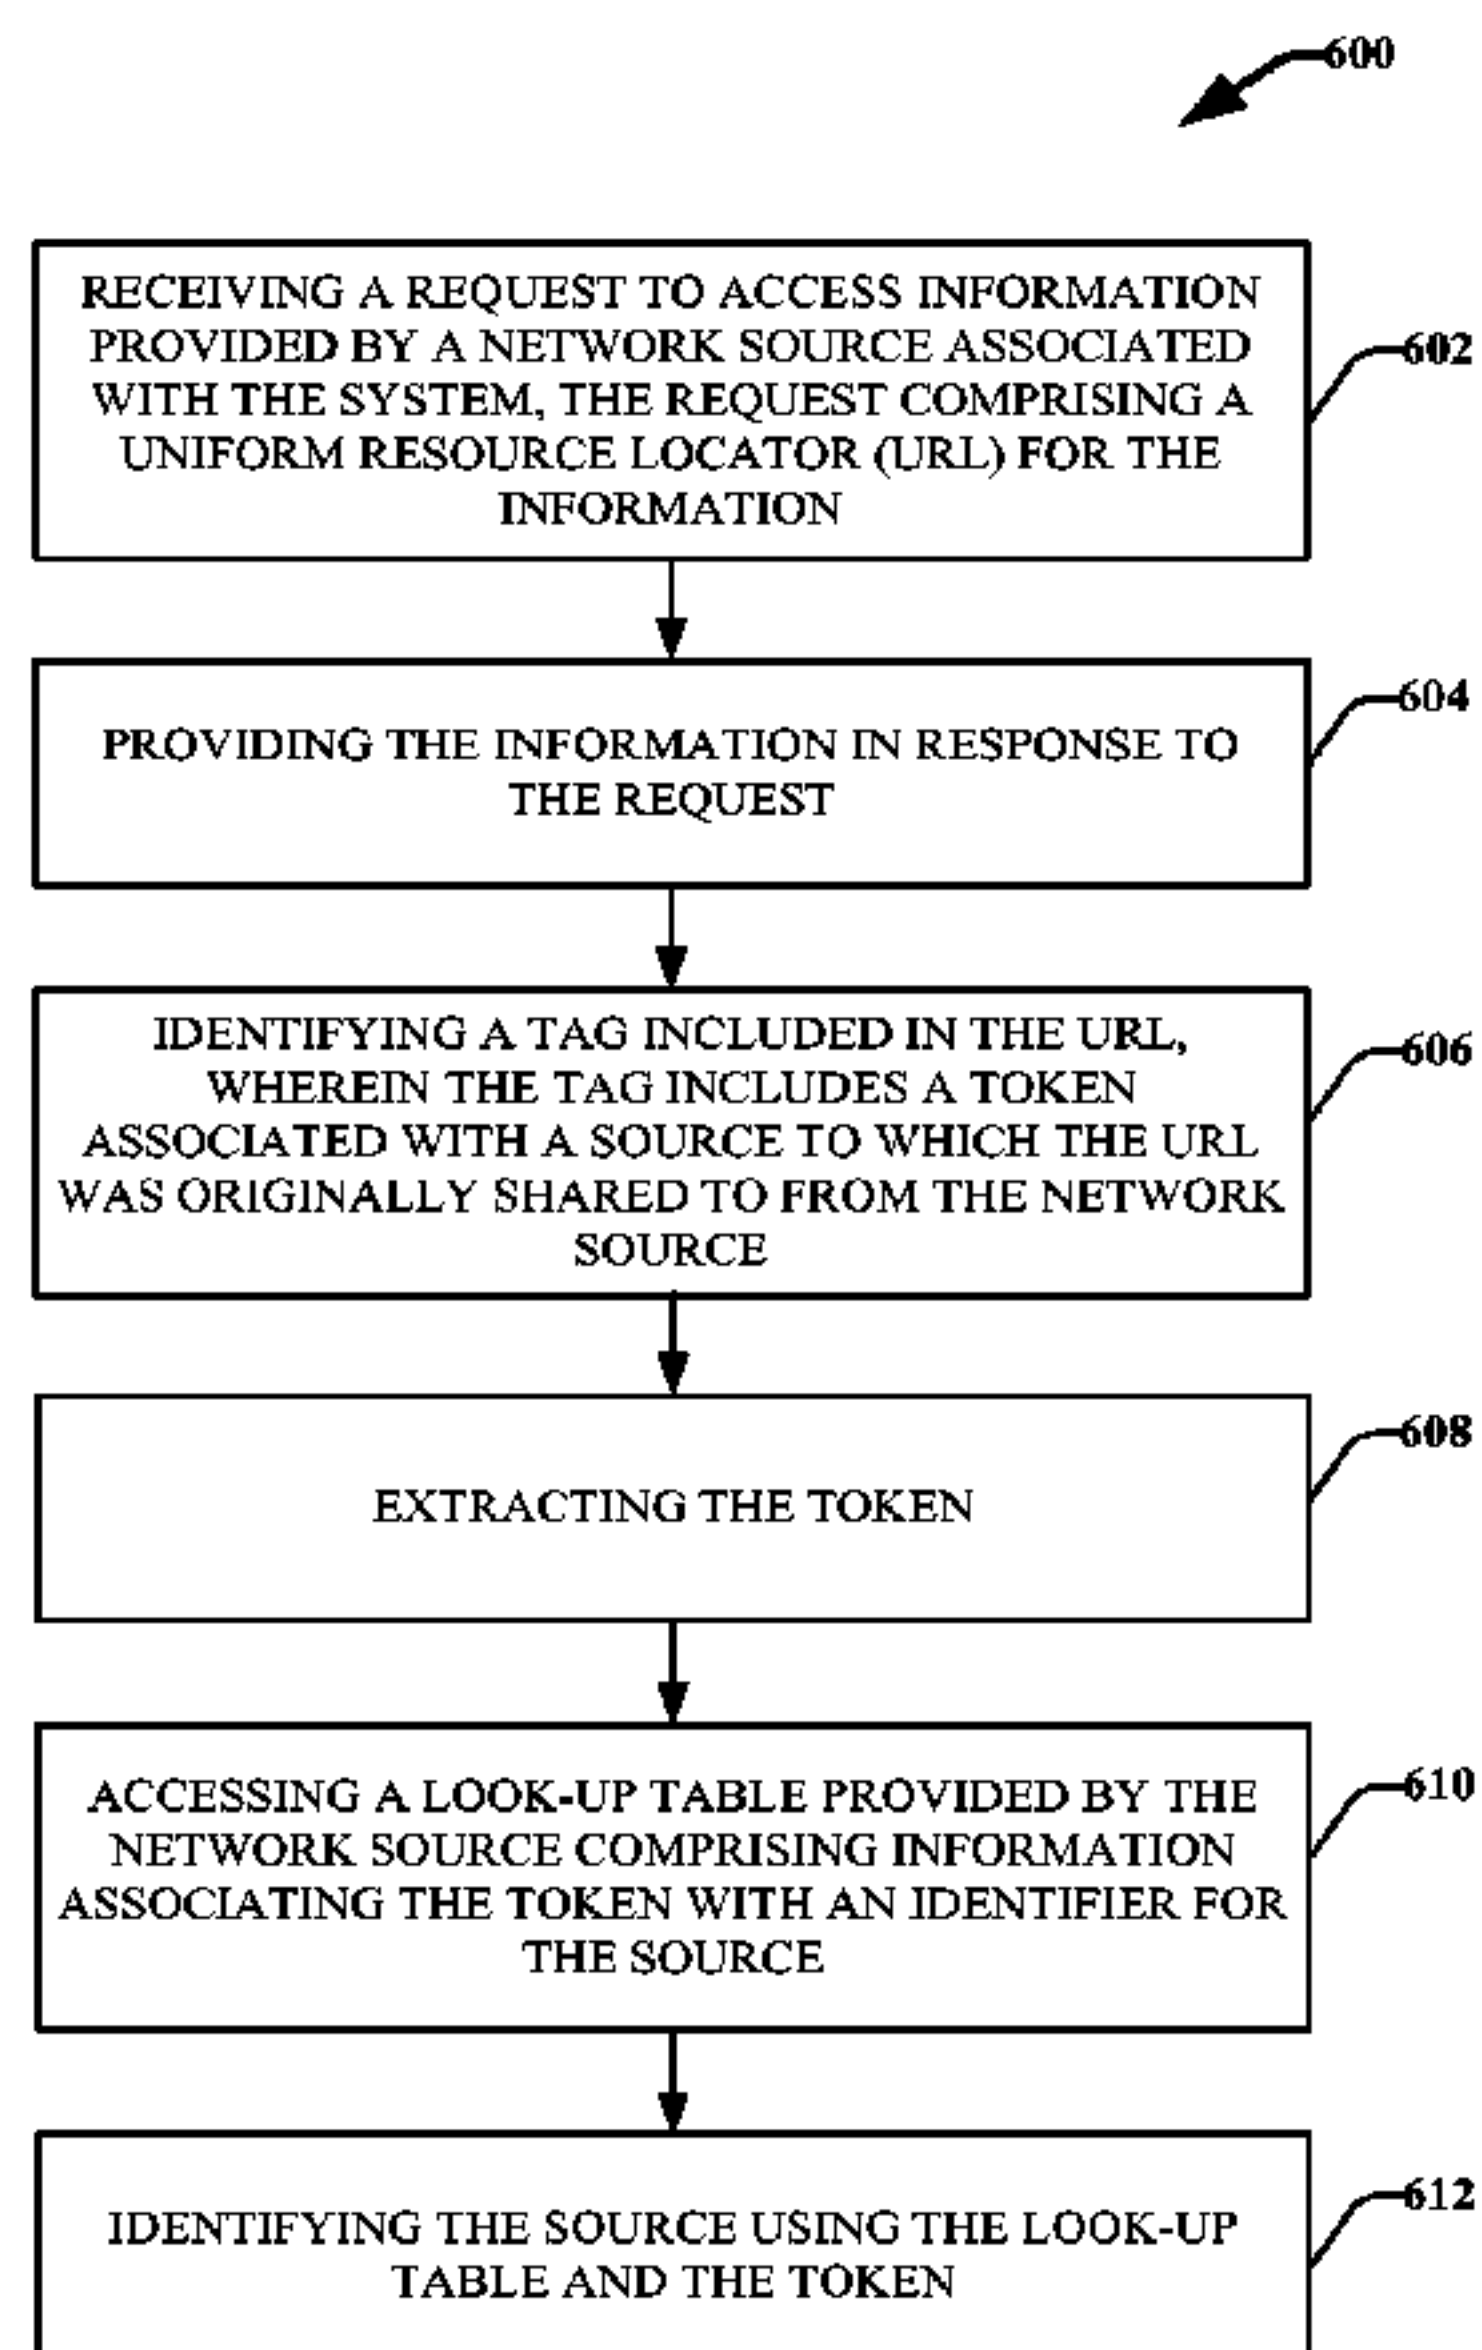 600
RECEIVING A REQUEST TO ACCESS INFORMATION
PROVIDED BY A NETWORK SOURCE ASSOCIATED
WITH THE SYSTEM, THE REQUEST COMPRISING A
UNIFORM RESOURCE LOCATOR (URL) FOR THE
INFORMATION
602
PROVIDING THE INFORMATION IN RESPONSE TO
THE REQUEST
604
IDENTIFYING A TAG INCLUDED IN THE URL,
WHEREIN THE TAG INCLUDES A TOKEN
ASSOCIATED WITH A SOURCE TO WHICH THE URL
WAS ORIGINALLY SHARED TO FROM THE NETWORK
SOURCE
606
EXTRACTING THE TOKEN
608
ACCESSING A LOOK-UP TABLE PROVIDED BY THE
NETWORK SOURCE COMPRISING INFORMATION
ASSOCIATING THE TOKEN WITH AN IDENTIFIER FOR
THE SOURCE
610
IDENTIFYING THE SOURCE USING THE LOOK-UP
TABLE AND THE TOKEN
612